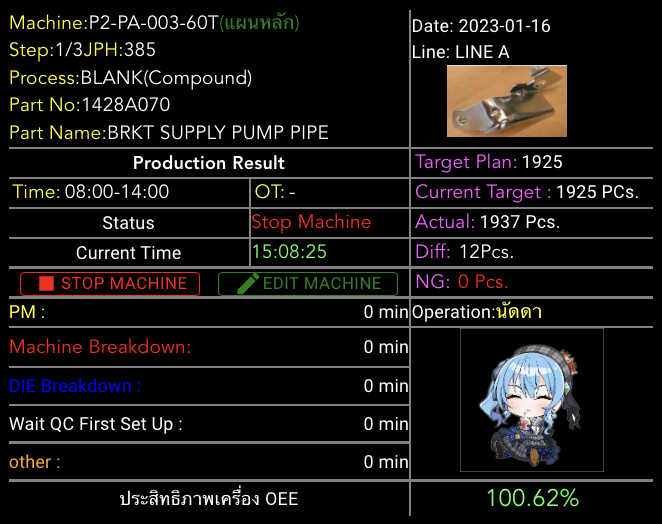 Machine:P2-PA-003-60T(แผนหลัก)
Step:1/3JPH:385
Process:BLANK(Compound)
Part No:1428A070
Part Name:BRKT SUPPLY PUMP PIPE
Date: 2023-01-16
Line: LINE A
Production Result
Target Plan: 1925
Time: 08:00-14:00
OT: -
Current Target : 1925 PCs.
Status
Stop Machine
Actual: 1937 Pcs.
Current Time
15:08:25
Diff: 12Pcs.
STOP MACHINE
EDIT MACHINE
NG: 0 Pcs.
PM :
0 min
Operation:นัดดา
Machine Breakdown:
0 min
DIE Breakdown :
0 min
Wait QC First Set Up :
0 min
other :
0 min
ประสิทธิภาพเครื่อง OEE
100.62%